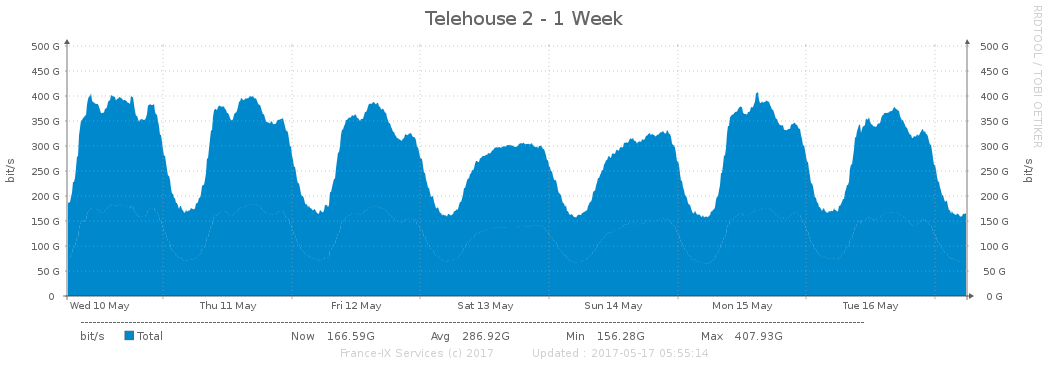 Telehouse 2 - 1 Week
RRDTOOL / TOBI OETIKER
500 G 500 G
450 G 450 G
400 G 400 G
350 G 350 G
300 G 300 G
250 G 250 G
200 G 200 G
150 G 150 G
100 G 100 G
50 G 50 G
0 0 G
bit/s bit/s
Wed 10 May Thu 11 May Fri 12 May Sat 13 May Sun 14 May Mon 15 May Tue 16 May
bit/s Total Now 166.59G Avg 286.92G Min 156.28G Max 407.93G
France-IX Services (c) 2017 Updated : 2017-05-17 05:55:14